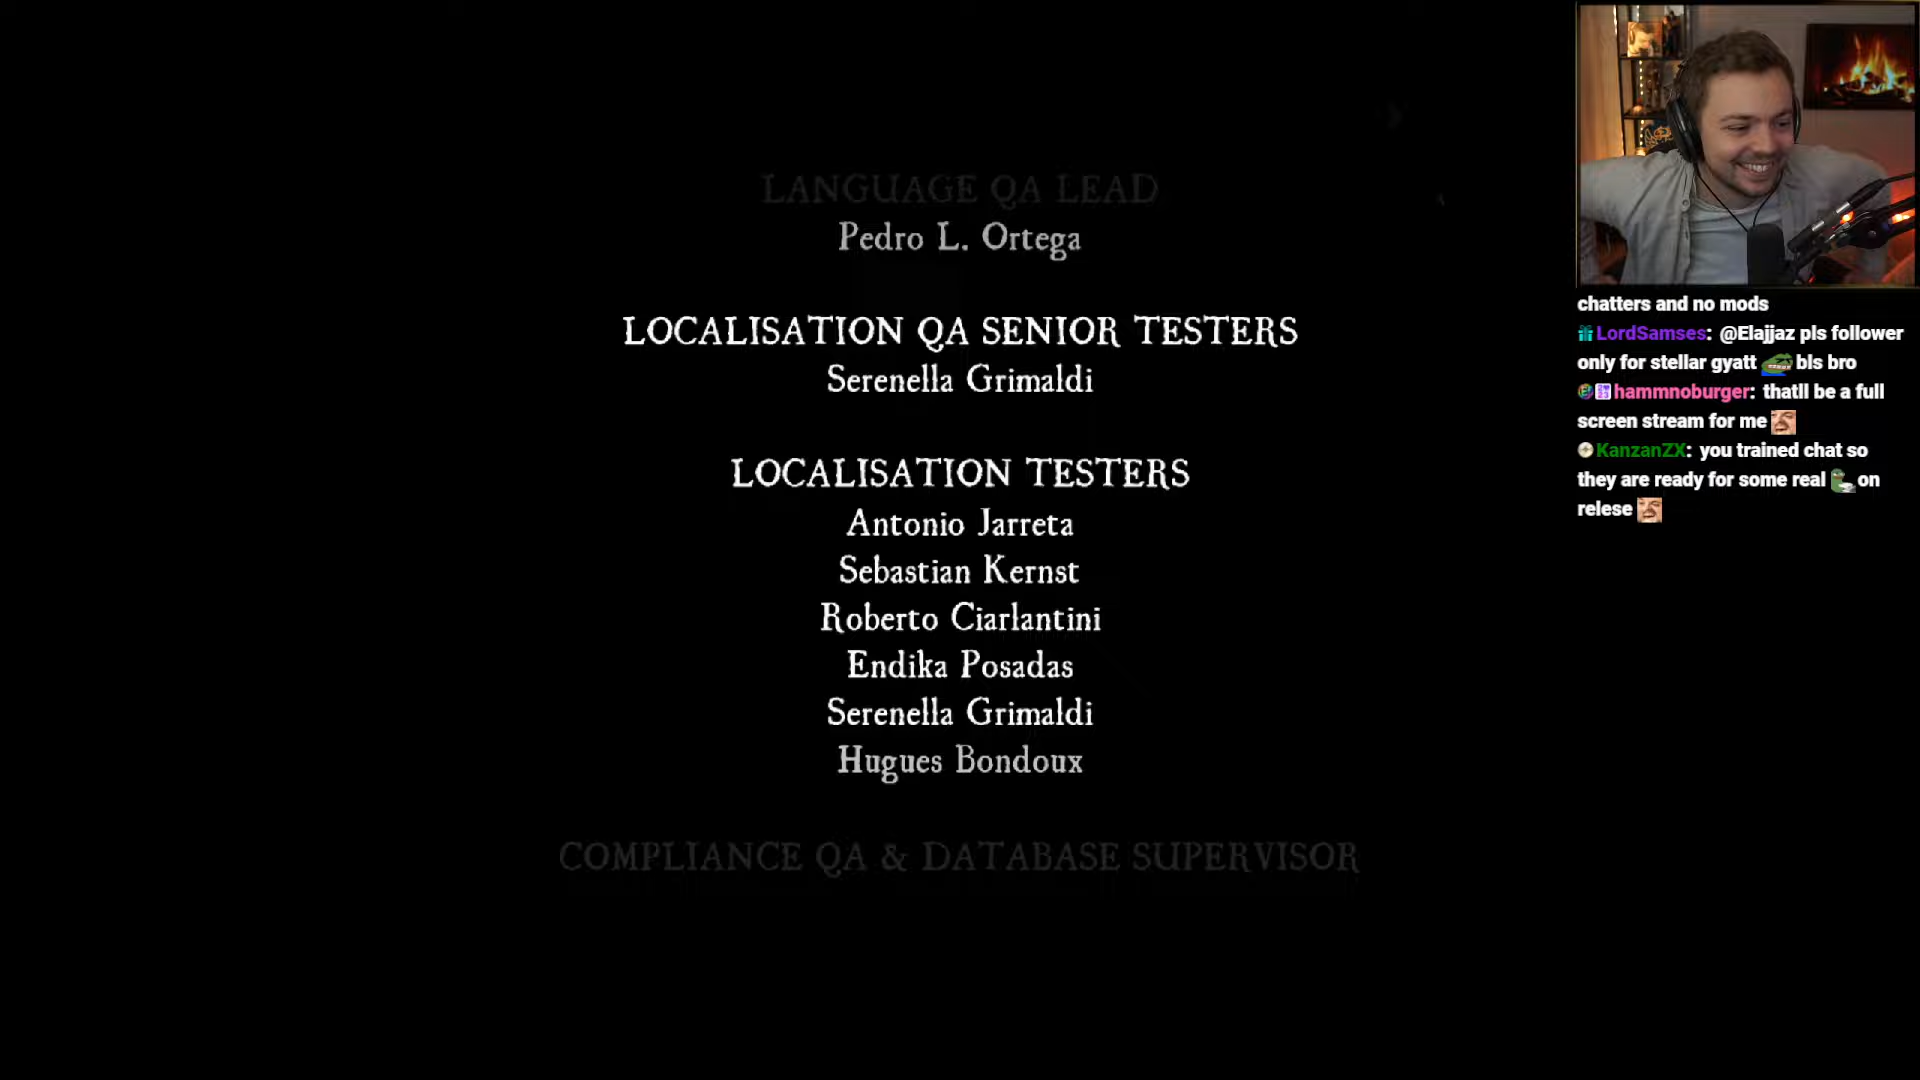 LANGUAGE QA LEAD
Pedro L. Ortega
LOCALISATION QA SENIOR TESTERS
Serenella Grimaldi
LOCALISATION TESTERS
Antonio Jarreta
Sebastian Kernst
Roberto Ciarlantini
Endika Posadas
Serenella Grimaldi
Hugues Bondoux
COMPLIANCE QA & DATABASE SUPERVISOR
chatters and no mods
LordSamses: @Elajjaz pls follower
only for stellar gyatt bls bro
hammnoburger: thatll be a full
screen stream for me
KanzanZX: you trained chat so
they are ready for some real on
relese